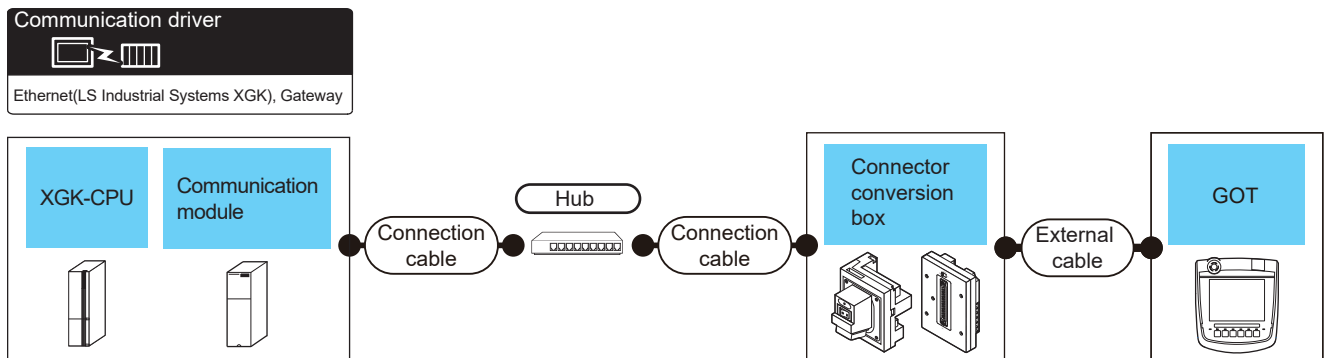 Communication driver
Ethernet(LS Industrial Systems XGK), Gateway
XGK-CPU
Communication
module
Connection
cable
Hub
Connection
cable
Connector
conversion
box
External
cable
GOT